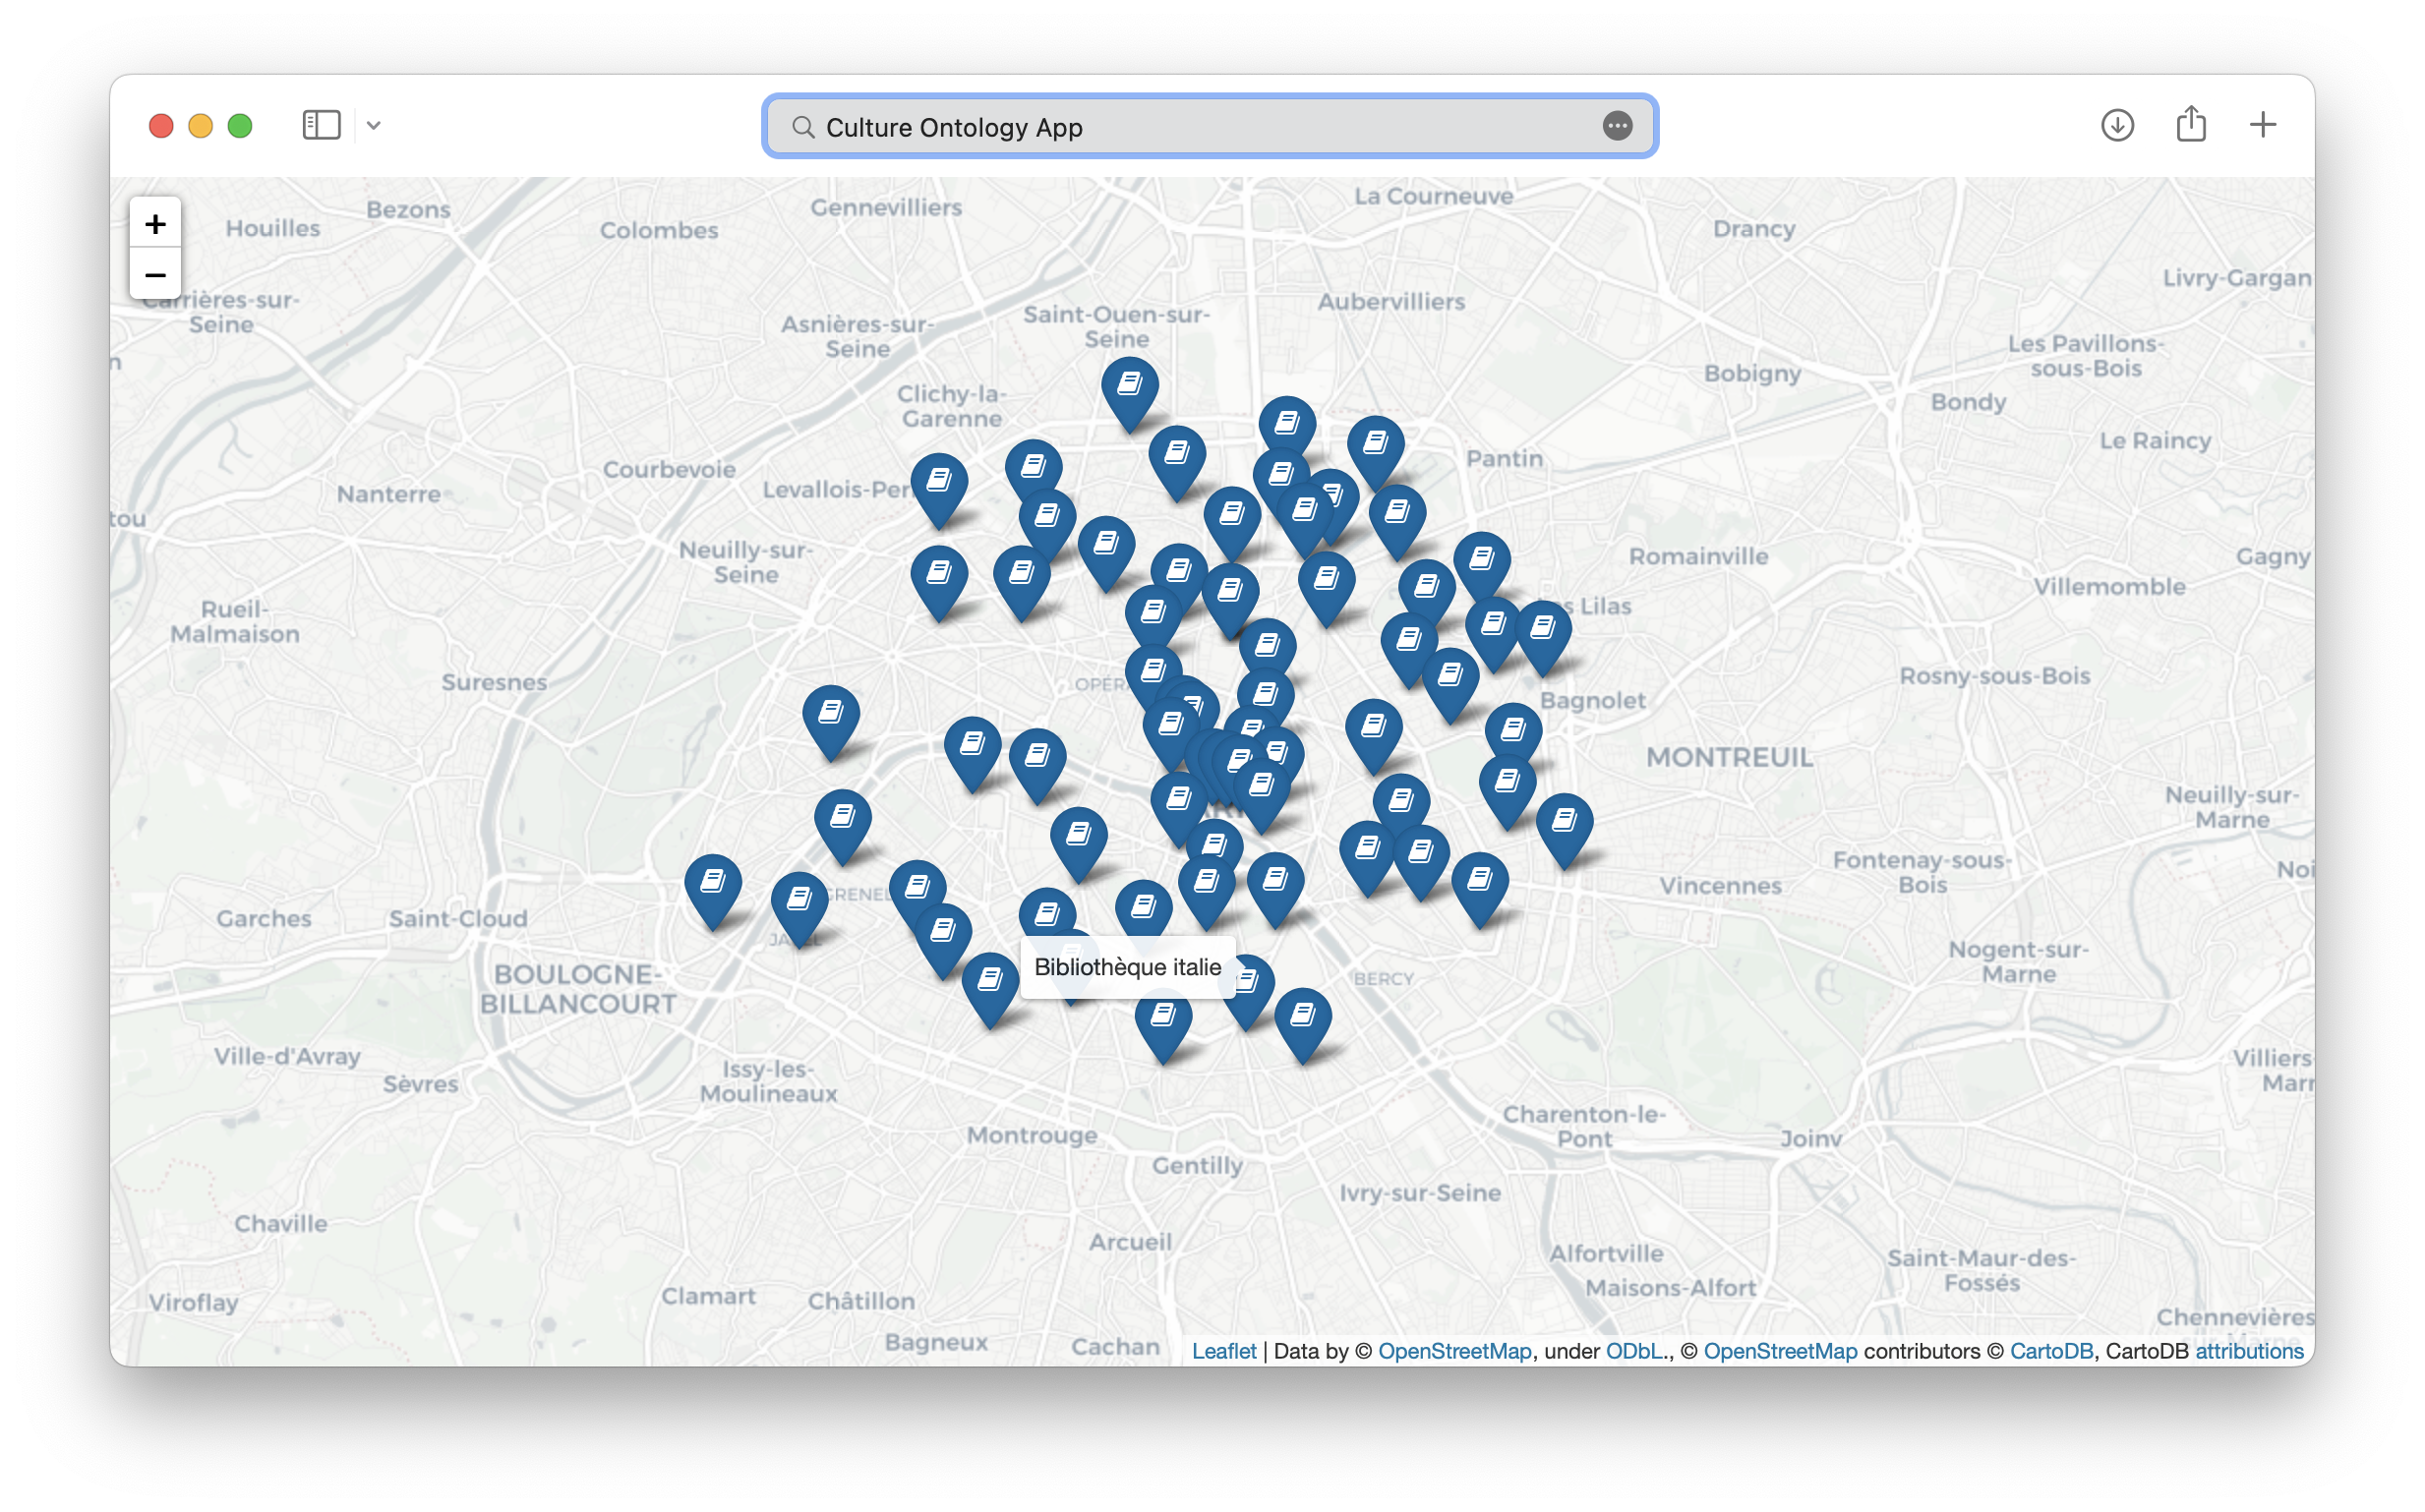 Culture Ontology App
+
−
La Courneuve
Gennevilliers
Bezons
Houilles
Colombes
Drancy
Livry-Gargan
Carrières-sur-
Seine
Aubervilliers
Saint-Ouen-sur-
Seine
Asnières-sur-
Seine
Les Pavillons-
sous-Bois
Bobigny
Clichy-la-
Garenne
Bondy
Le Raincy
Pantin
Courbevoie
Levallois-Per
Nanterre
tou
Neuilly-sur-
Seine
Romainville
Gagny
Villemomble
Rueil-
Malmaison
Lilas
Suresnes
OPÉRA
Rosny-sous-Bois
Bagnolet
MONTREUIL
Neuilly-sur-
Marne
Fontenay-sous-
Bois
Vincennes
Noi
GRENEL
Garches
Saint-Cloud
Nogent-sur-
Marne
Bibliothèque italie
BERCY
BOULOGNE-
BILLANCOURT
Ville-d'Avray
Sèvres
Issy-les-
Moulineaux
Villiers-
Marr
Charenton-le-
Pont
Joinv
Montrouge
Gentilly
Ivry-sur-Seine
Chaville
Arcueil
Alfortville
Saint-Maur-des-
Fossés
Maisons-Alfort
Viroflay
Clamart
Châtillon
Chennevières
sur-Marne
Bagneux
Cachan
Leaflet | Data by © OpenStreetMap, under ODbL., © OpenStreetMap contributors © CartoDB, CartoDB attributions